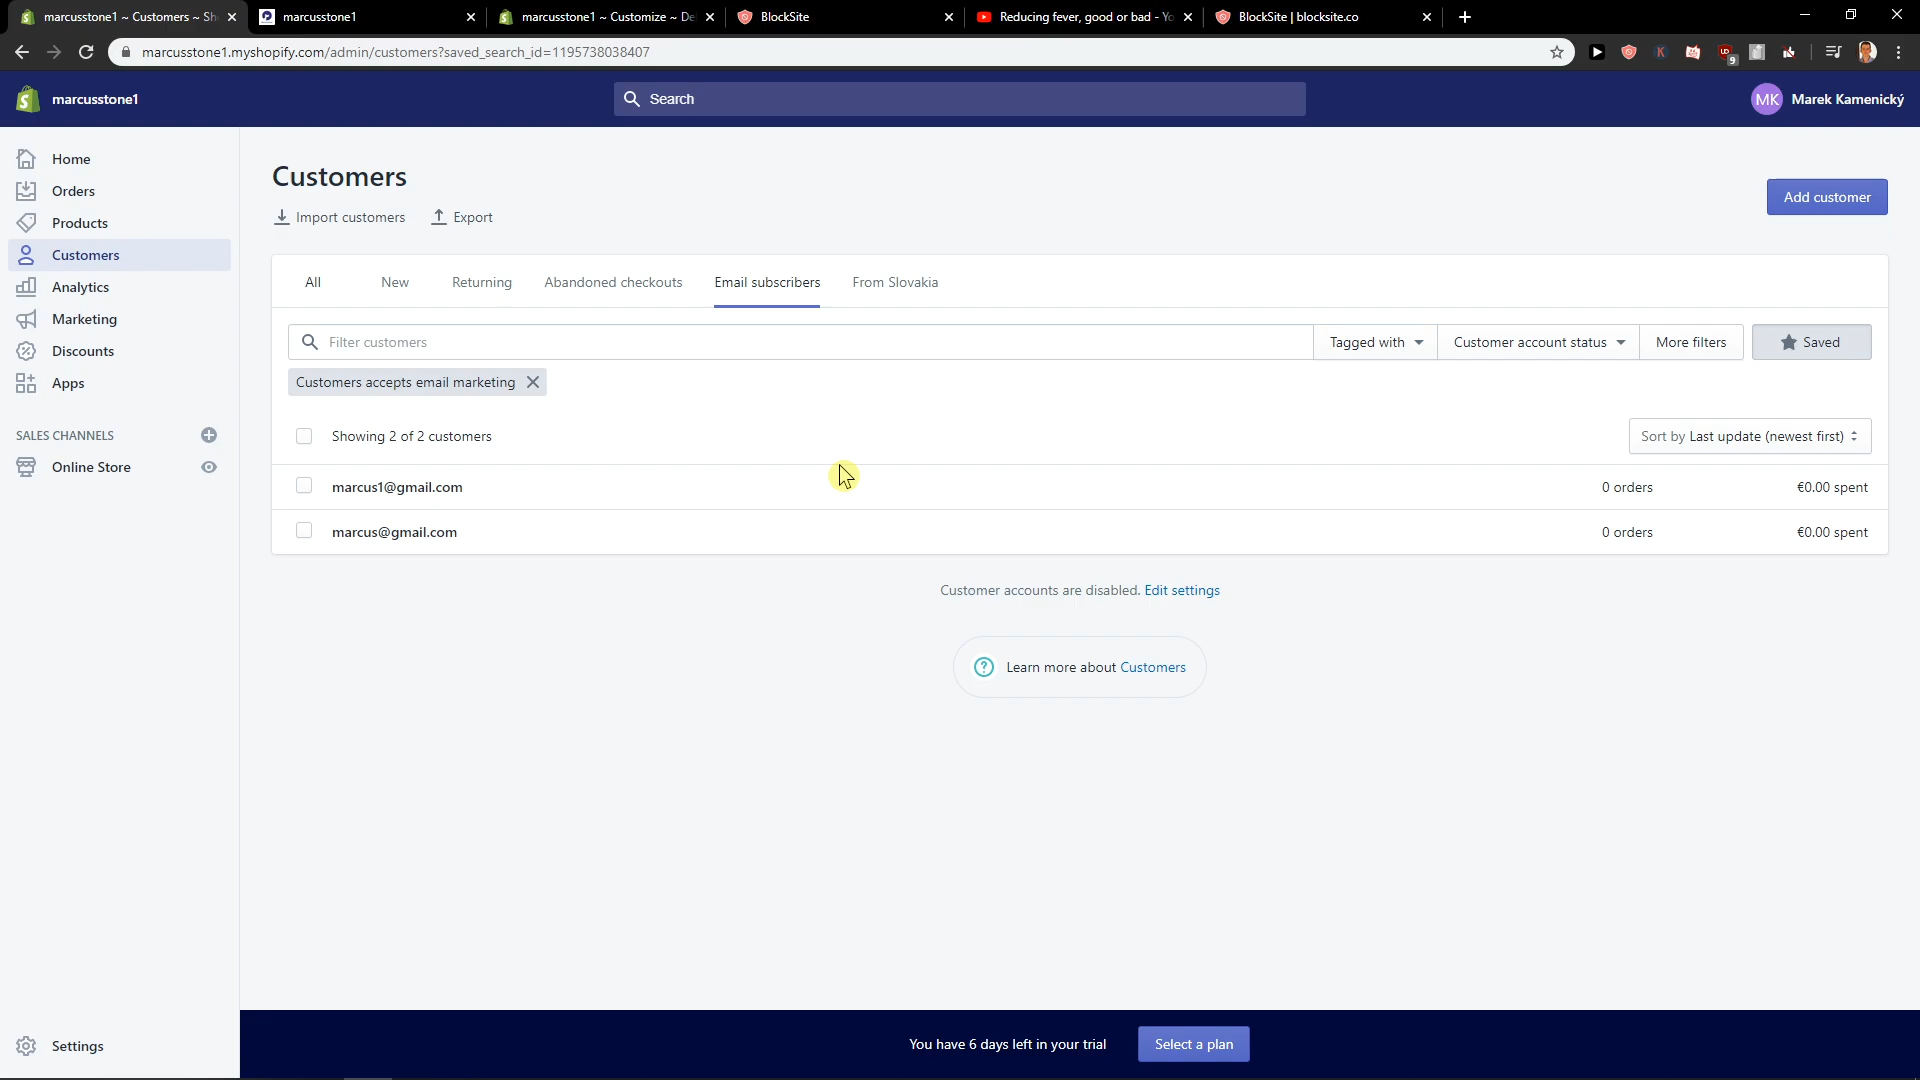 marcusstone1 ~ Customers ~ Sh
marcusstone1
marcusstone1 ~ Customize ~ De
BlockSite
Reducing fever, good or bad - Yo
BlockSite | blocksite.co
marcusstone1.myshopify.com/admin/customers?saved_search_id=1195738038407
9
marcusstone1
Search
MK
Marek Kamenický
Home
Orders
Products
Customers
Analytics
Marketing
Discounts
Apps
SALES CHANNELS
Online Store
Settings
Customers
Import customers
Export
Add customer
All
New
Returning
Abandoned checkouts
Email subscribers
From Slovakia
Filter customers
Tagged with
Customer account status
More filters
Saved
Customers accepts email marketing
Showing 2 of 2 customers
Sort by Last update (newest first)
marcus1@gmail.com
0 orders
€0.00 spent
marcus@gmail.com
0 orders
€0.00 spent
Customer accounts are disabled. Edit settings
Learn more about Customers
You have 6 days left in your trial
Select a plan